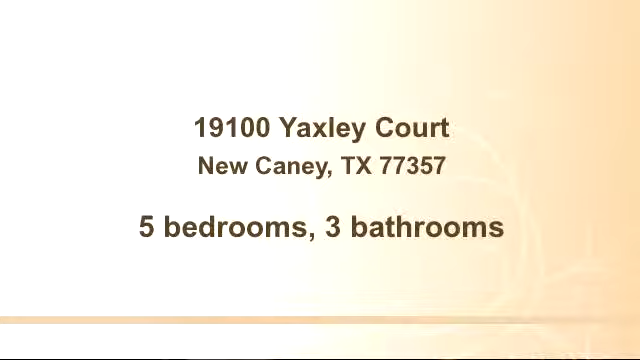 19100 Yaxley Court
New Caney, TX 77357
5 bedrooms, 3 bathrooms